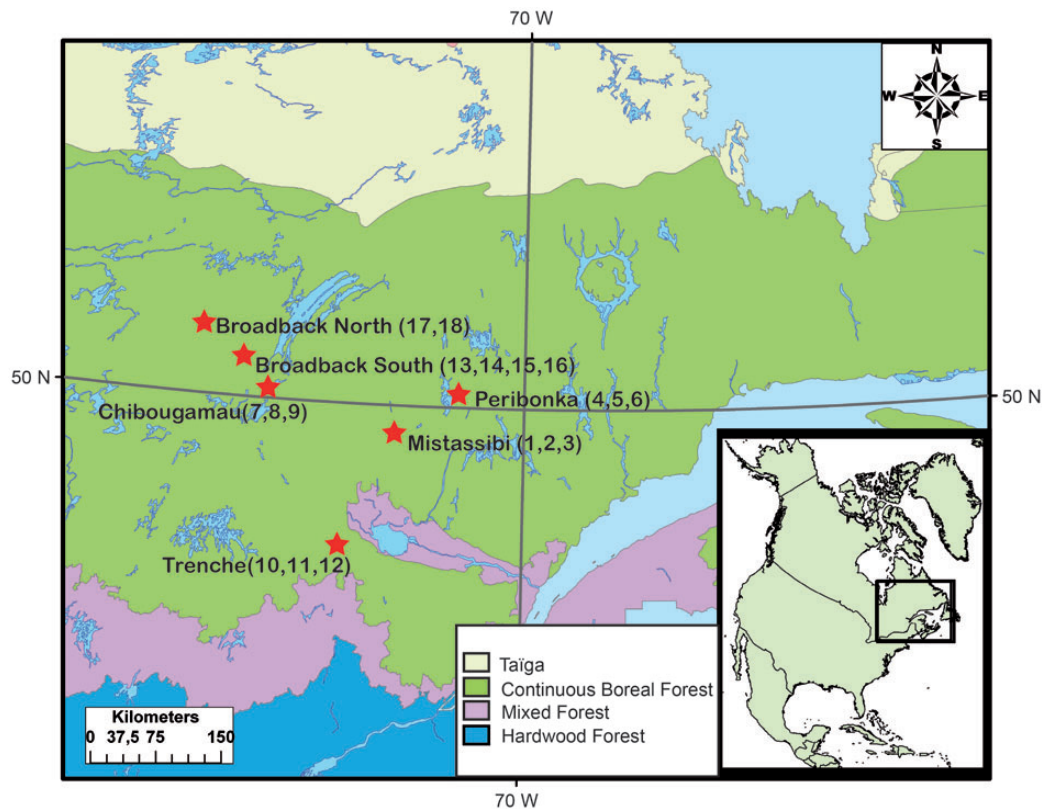 70 W
N
W E
S
Broadback North (17,18)
Broadback South (13,14,15,16)
50 N
Chibougamau(7,8,9)
Peribonka (4,5,6)
50 N
Mistassibi (1,2,3)
Trenche(10,11,12)
Taïga
Continuous Boreal Forest
Mixed Forest
Hardwood Forest
Kilometers
0 37,5 75 150
70 W